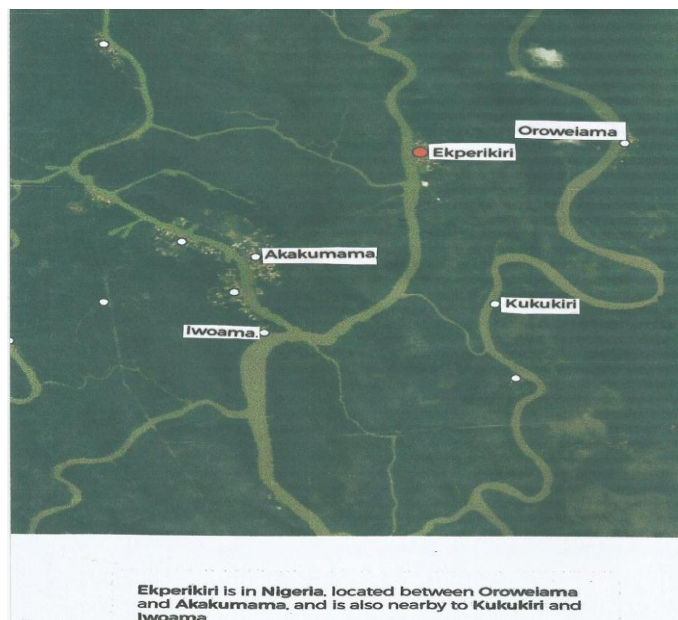 Oroweiama
Ekperikiri
Akakumama.
Kukukiri
Iwoama.
Ekperikiri is in Nigeria, located between Oroweiama
and Akakumama, and is also nearby to Kukukiri and
Iwoama